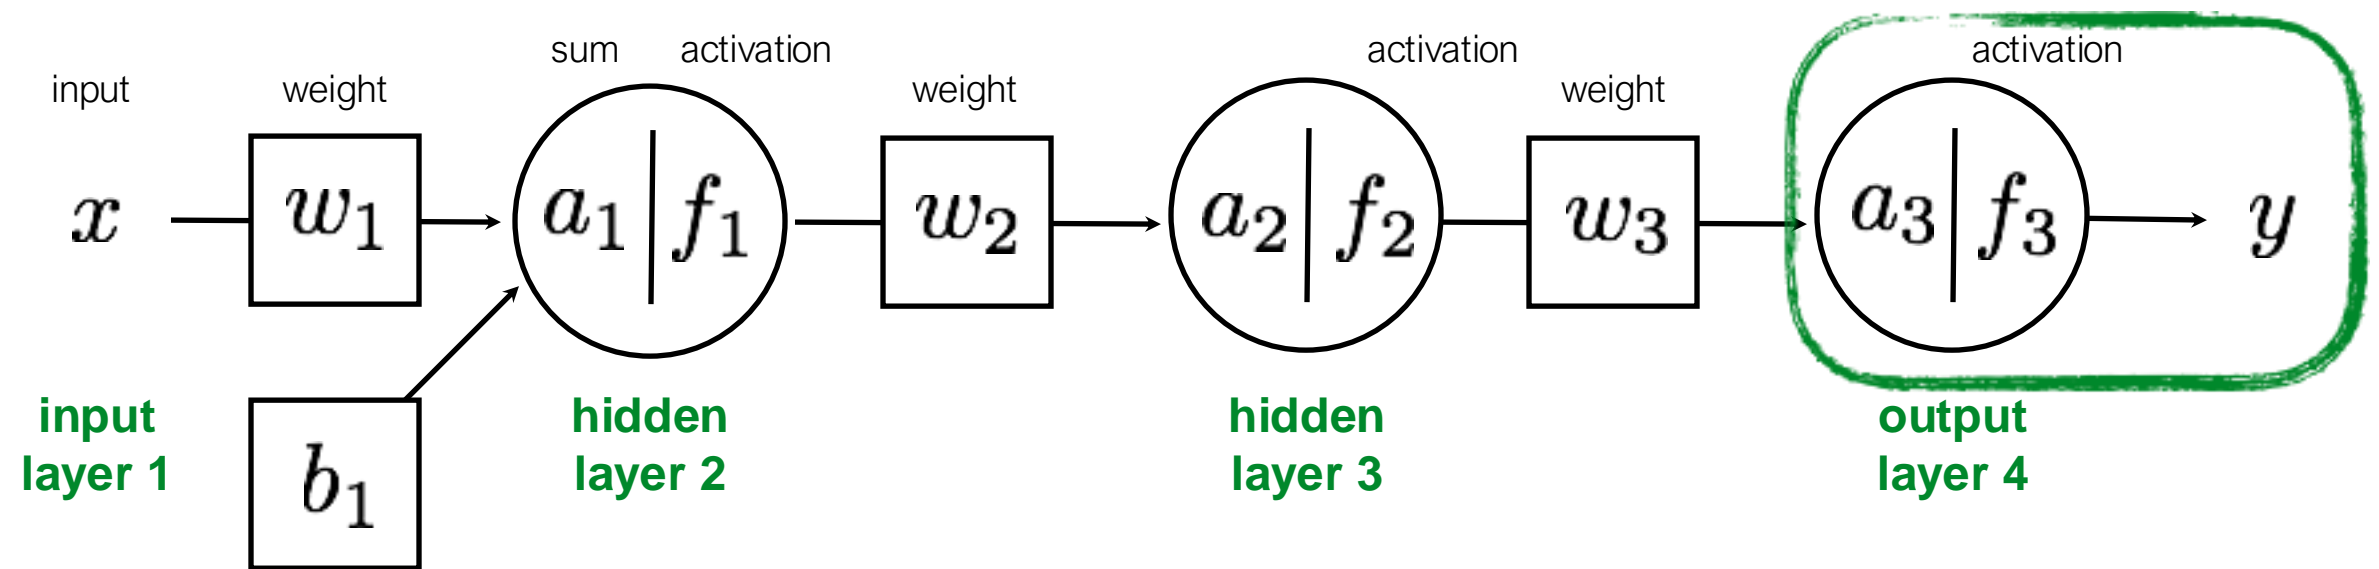 sum activation activation activation
input weight weight weight
x w₁ a₁ | f₁ w₂ a₂ | f₂ w₃ a₃ | f₃ y
input hidden hidden output
layer 1 layer 2 layer 3 layer 4
b₁